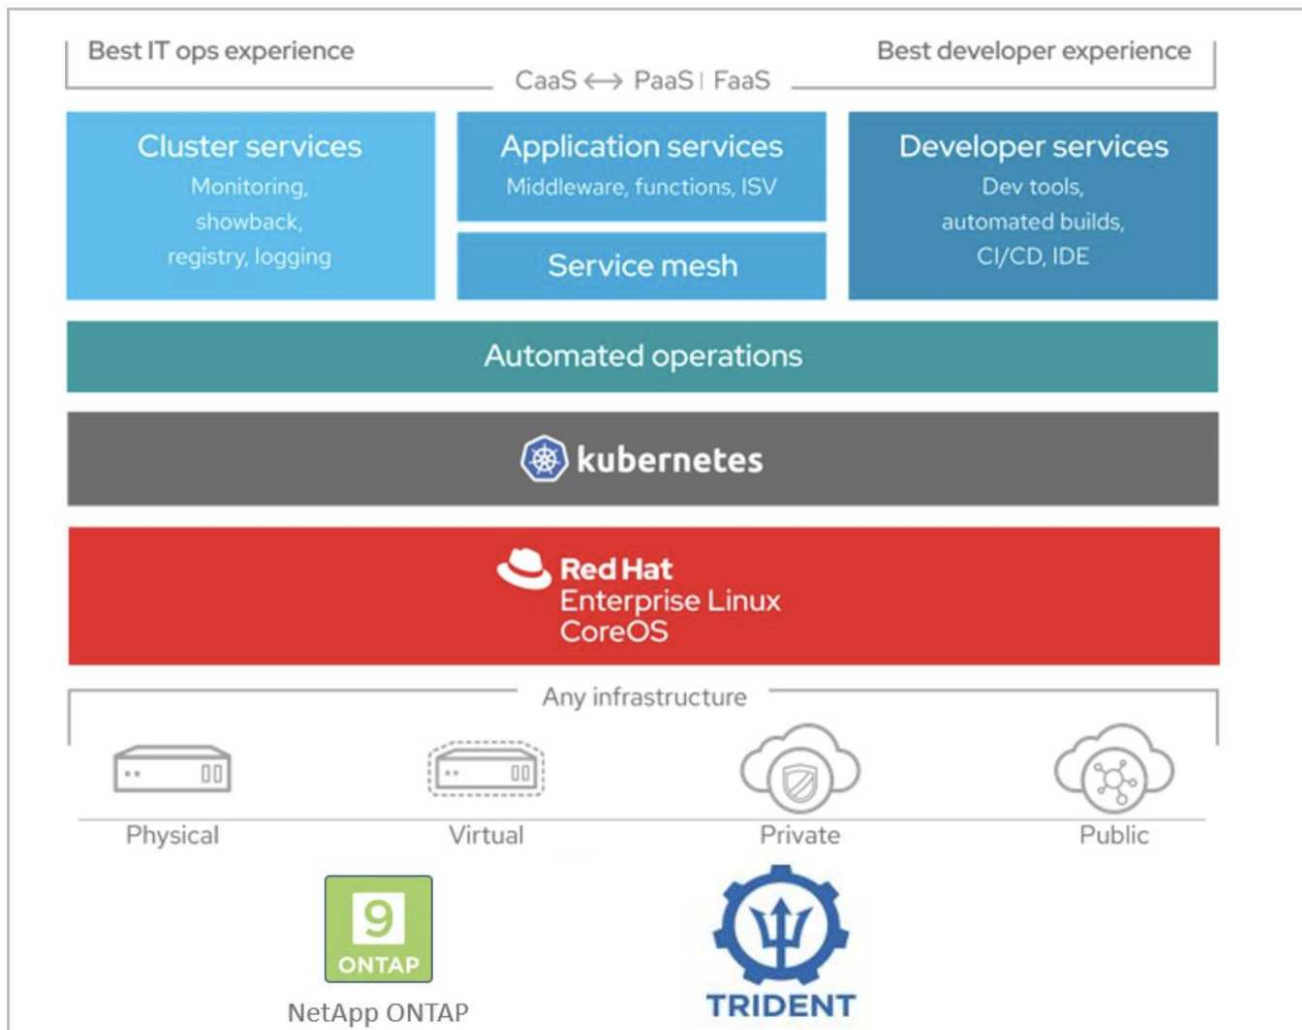 Best IT ops experience
Best developer experience
CaaS ↔ PaaS | FaaS
Cluster services
Monitoring,
showback,
registry, logging
Application services
Middleware, functions, ISV
Service mesh
Developer services
Dev tools,
automated builds,
CI/CD, IDE
Automated operations
kubernetes
Red Hat
Enterprise Linux
CoreOS
Any infrastructure
Physical
Virtual
Private
Public
9
ONTAP
NetApp ONTAP
TRIDENT